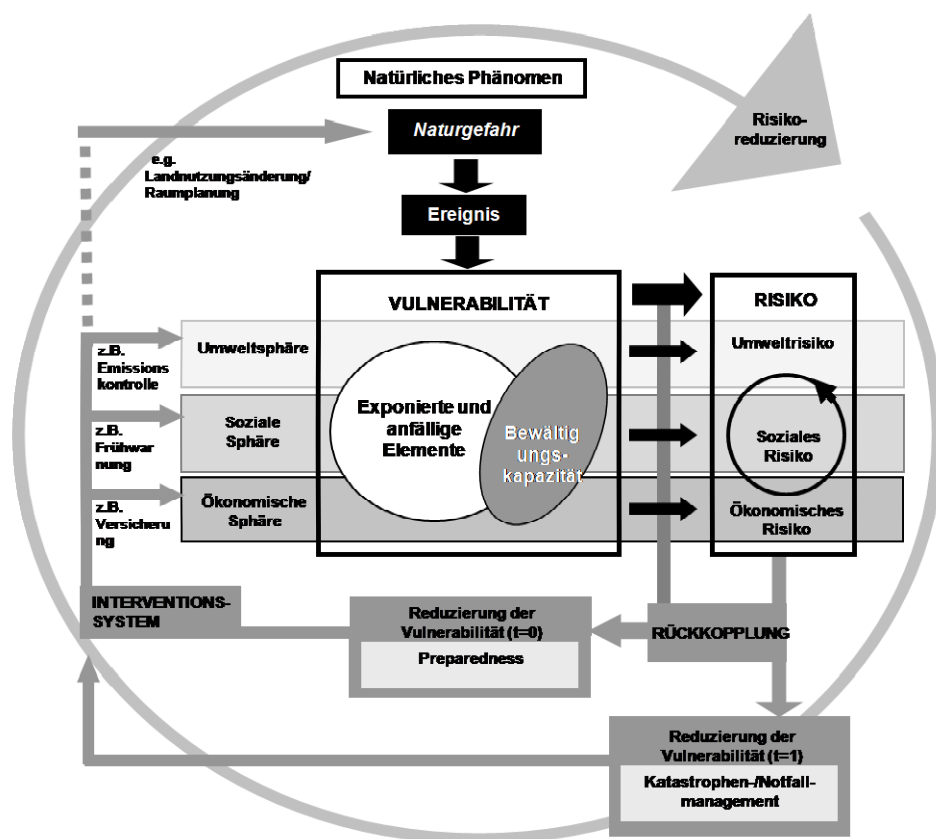 Natürliches Phänomen
Naturgefahr
Risiko-
reduzierung
e.g.
Landnutzungsänderung/
Raumplanung
Ereignis
VULNERABILITÄT
RISIKO
z.B.
Emissions
kontrolle
Umweltsphäre
Umweltrisiko
Exponierte und
anfällige
Elemente
z.B.
Frühwar
nung
Soziale
Sphäre
Bewältig
ungs-
kapazität
Soziales
Risiko
z.B.
Versicheru
ng
Ökonomische
Sphäre
Ökonomisches
Risiko
INTERVENTIONS-
SYSTEM
Reduzierung der
Vulnerabilität (t=0)
Preparedness
RÜCKKOPPLUNG
Reduzierung der
Vulnerabilität (t=1)
Katastrophen-/Notfall-
management